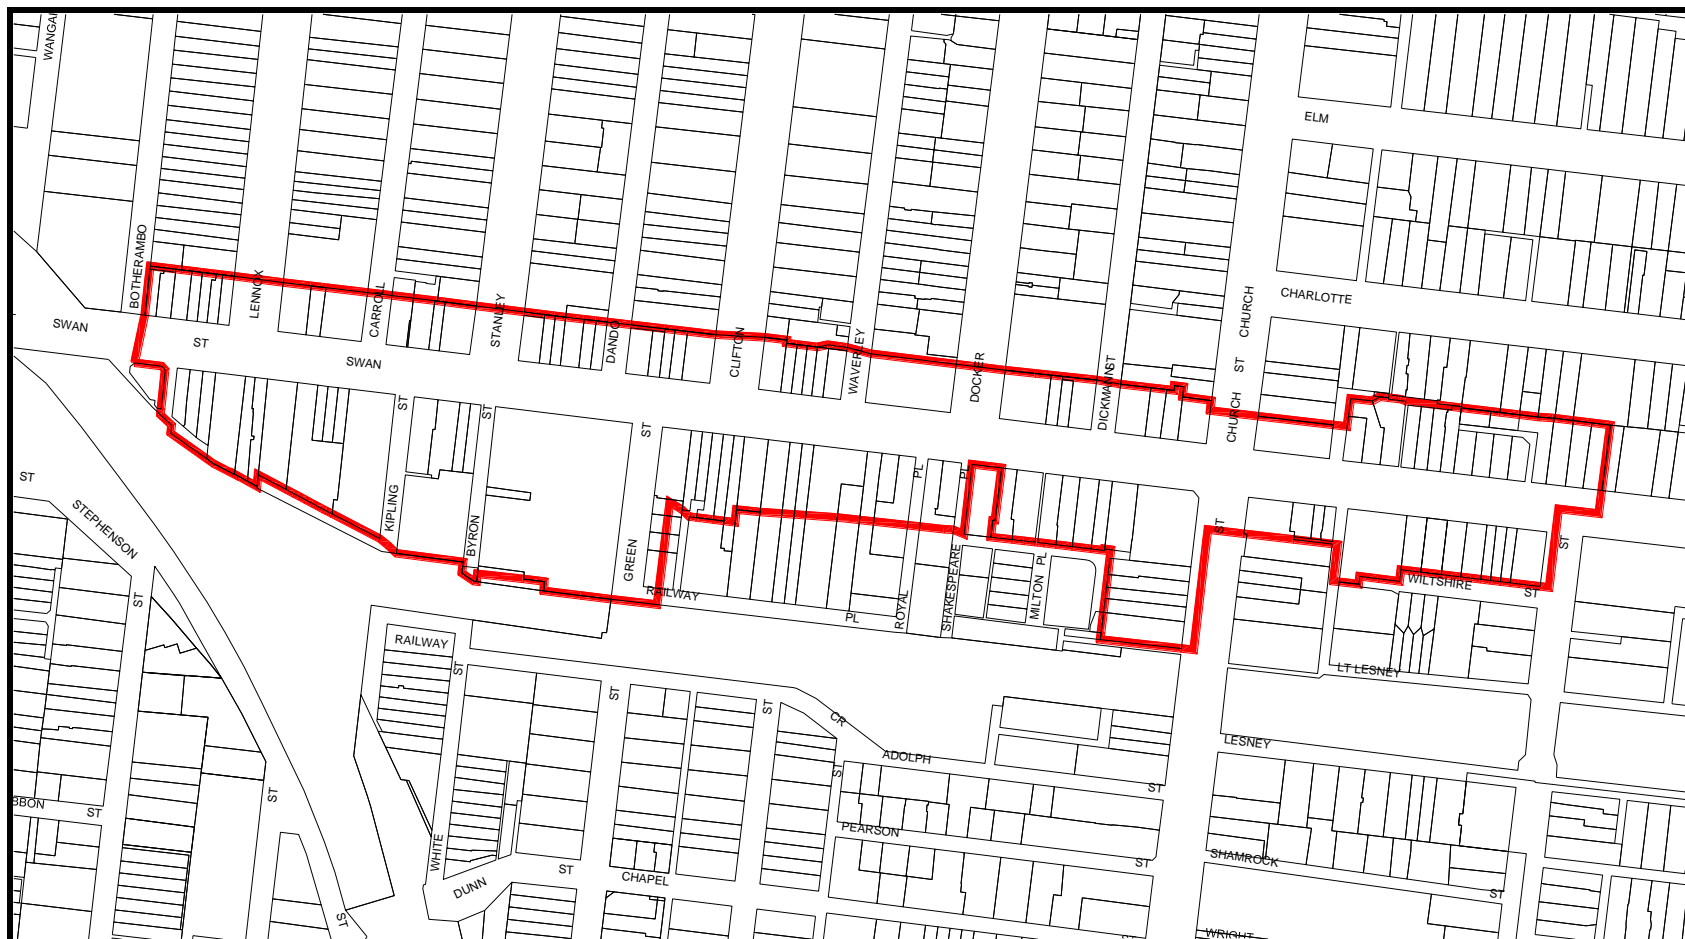 WANGAR
ELM
BOTHERAMBO
LENNOX
CARROLL
STANLEY
DANDO
CLIFTON
WAVERLEY
DOCKER
DICKMANN
ST
CHURCH
CHARLOTTE
SWAN
ST
SWAN
ST
CHURCH
ST
ST
ST
PL
PL
ST
ST
STEPHENSON
ST
KIPLING
BYRON
GREEN
RAILWAY
PL
ROYAL
SHAKESPEARE
MILTON
PL
ST
WILTSHIRE
ST
LT LESNEY
RAILWAY
ST
ST
ST
CR
ADOLPH
ST
LESNEY
ST
BBON
ST
ST
WHITE
PEARSON
ST
SHAMROCK
ST
DUNN
ST
CHAPEL
ST
ST
WRIGHT